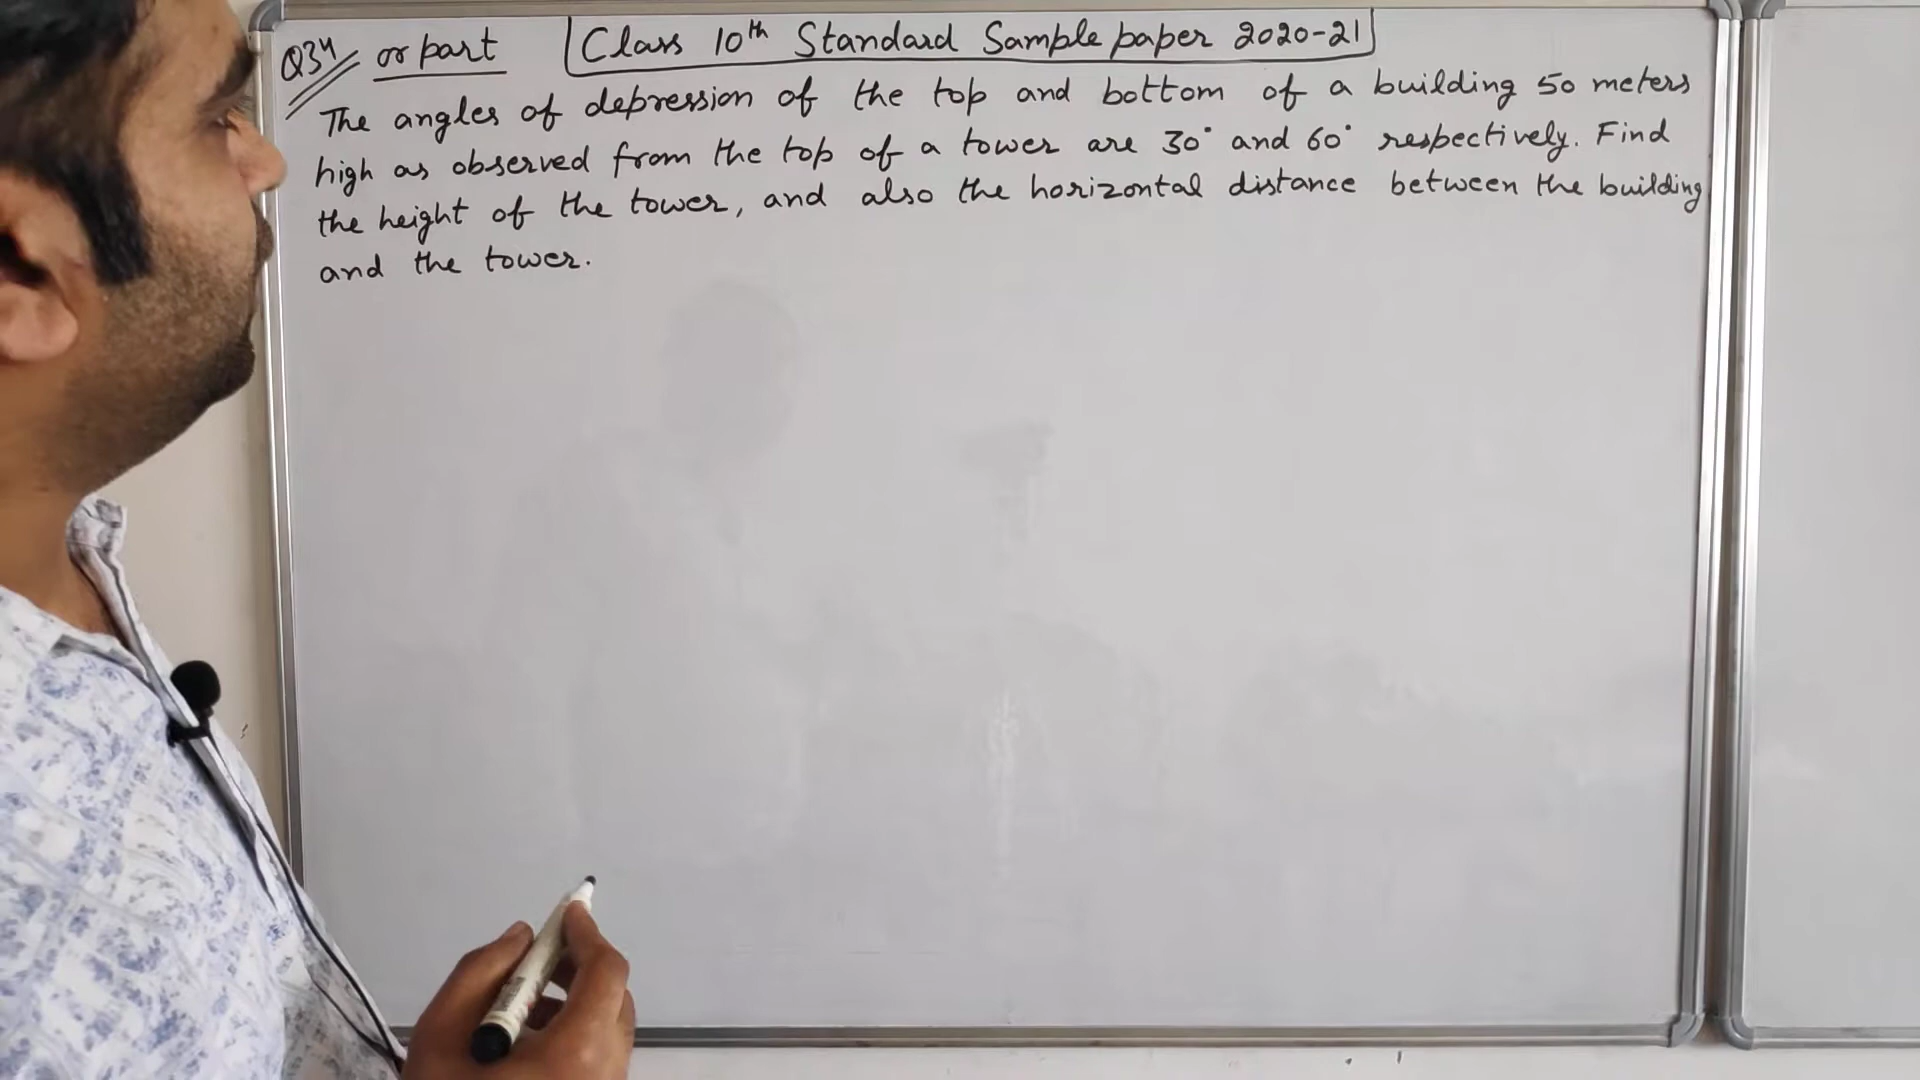 Q34 or part Class 10th Standard Sample paper 2020-21
The angles of depression of the top and bottom of a building 50 meters
high as observed from the top of a tower are 30° and 60° respectively. Find
the height of the tower, and also the horizontal distance between the building
and the tower.